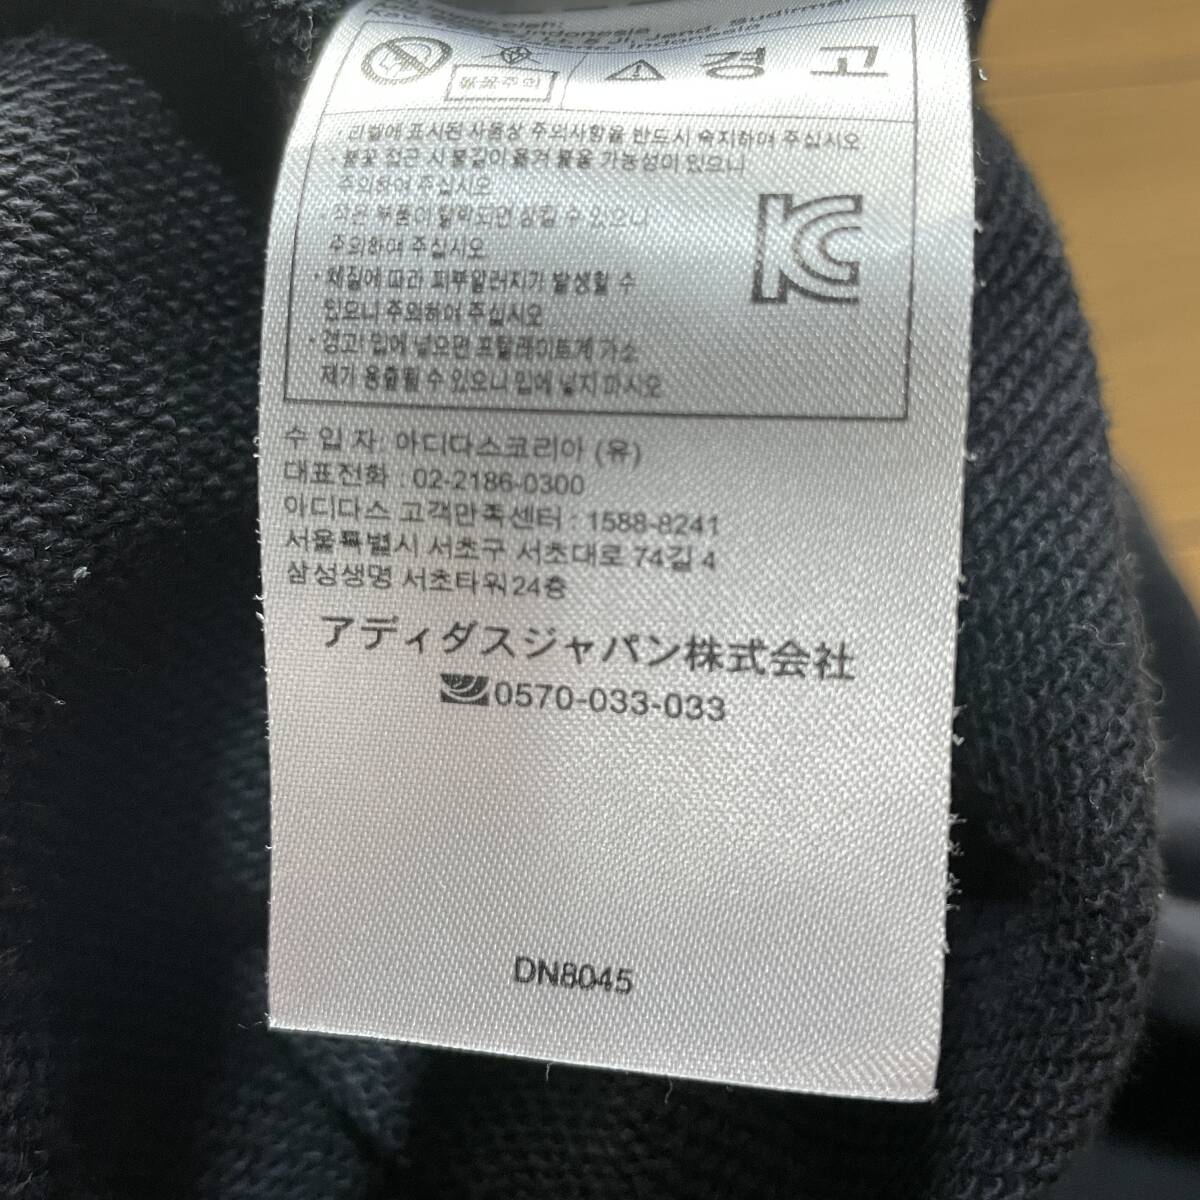 oleh:
Indonesia
Jend. Sudirman
Indonesia
불꽃주의
경 고
· 라벨에 표시된 사용상 주의사항을 반드시 숙지하여 주십시오
· 불꽃 접근 시 불길이 옮겨 붙을 가능성이 있으니
주의하여 주십시오
· 작은 부품이 탈락되면 삼킬 수 있으니
주의하여 주십시오
· 재질에 따라 피부알러지가 발생할 수
있으니 주의하여 주십시오
· 경고! 입에 넣으면 프탈레이트계 가소
제가 용출될 수 있으니 입에 넣지 마시오
수 입 자: 아디다스코리아 (유)
대표전화 : 02-2186-0300
아디다스 고객만족센터 : 1588-8241
서울특별시 서초구 서초대로 74길 4
삼성생명 서초타워 24층
アディダスジャパン株式会社
0570-033-033
DN8045